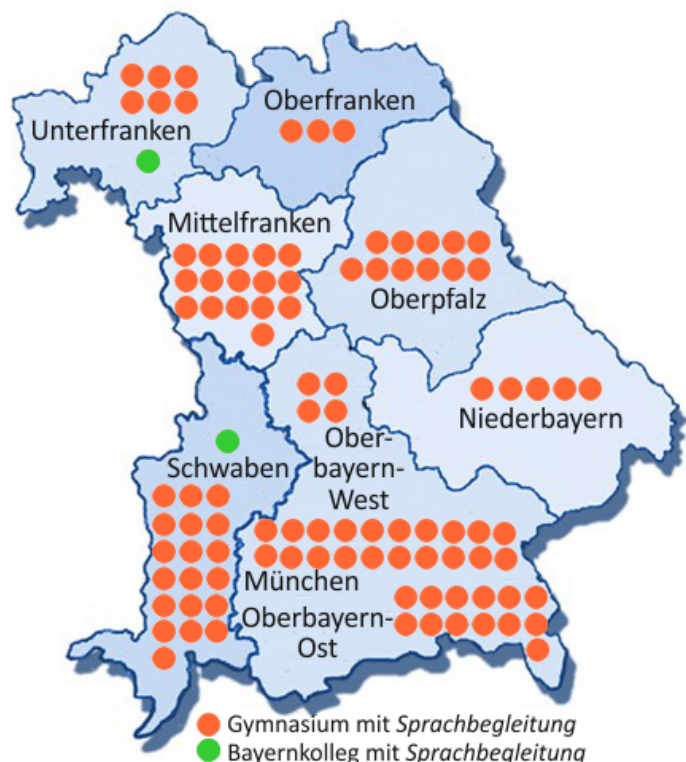 Oberfranken
Unterfranken
Mittelfranken
Oberpfalz
Niederbayern
Ober-
bayern-
West
Schwaben
München
Oberbayern-
Ost
Gymnasium mit Sprachbegleitung
Bayernkolleg mit Sprachbegleitung